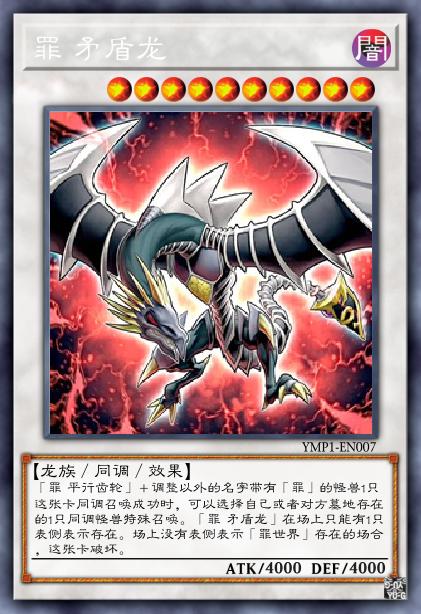 罪 矛盾龙
闇
YMP1-EN007
【龙族／同调／效果】
「罪 平行齿轮」＋调整以外的名字带有「罪」的怪兽1只
这张卡同调召唤成功时，可以选择自己或者对方墓地存在
的1只同调怪兽特殊召唤。「罪 矛盾龙」在场上只能有1只
表侧表示存在。场上没有表侧表示「罪世界」存在的场合
，这张卡破坏。
ATK/4000 DEF/4000